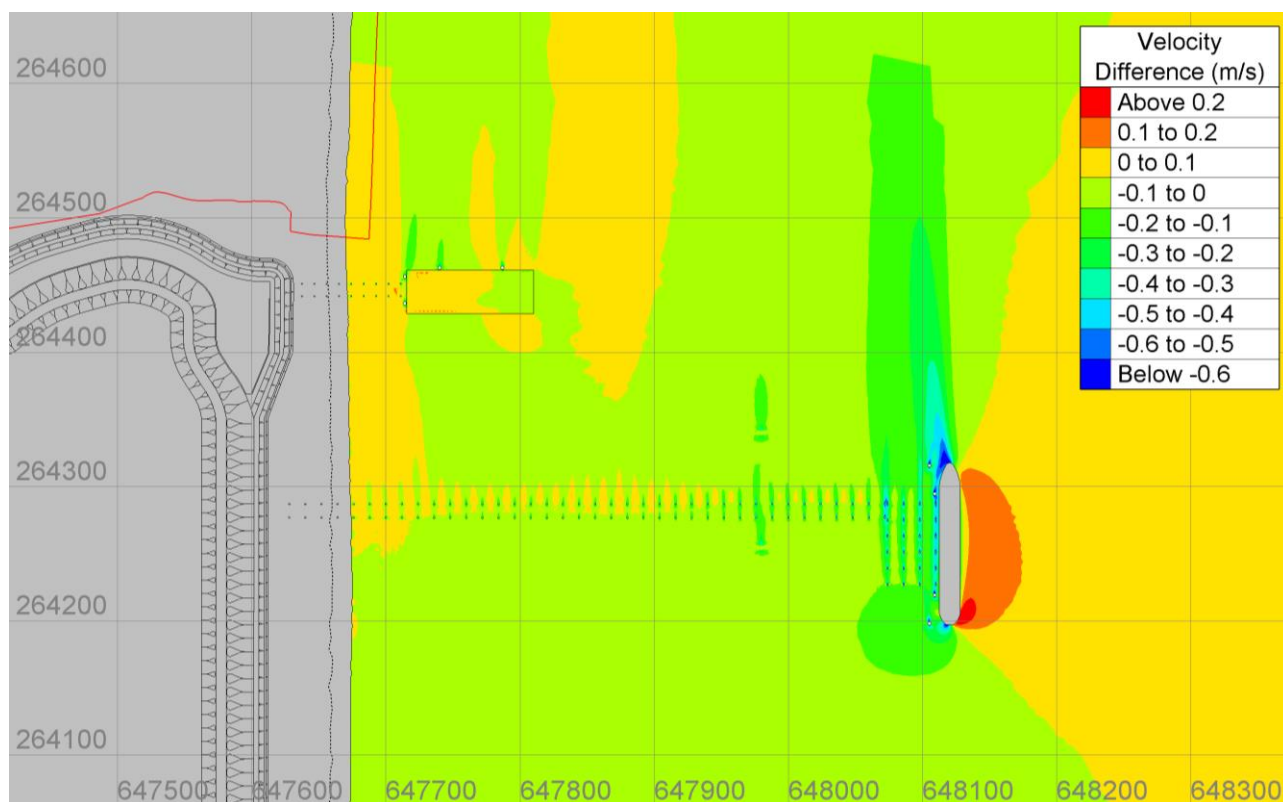 Velocity
Difference (m/s)
Above 0.2
0.1 to 0.2
0 to 0.1
-0.1 to 0
-0.2 to -0.1
-0.3 to -0.2
-0.4 to -0.3
-0.5 to -0.4
-0.6 to -0.5
Below -0.6
264600
264500
264400
264300
264200
264100
647500 647600 647700 647800 647900 648000 648100 648200 648300